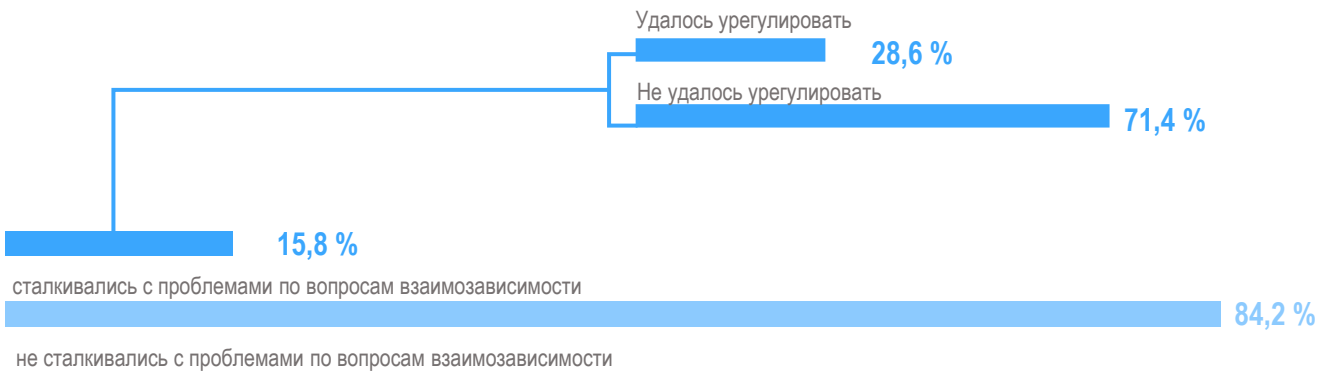 Удалось урегулировать
28,6 %
Не удалось урегулировать
71,4 %
15,8 %
сталкивались с проблемами по вопросам взаимозависимости
84,2 %
не сталкивались с проблемами по вопросам взаимозависимости